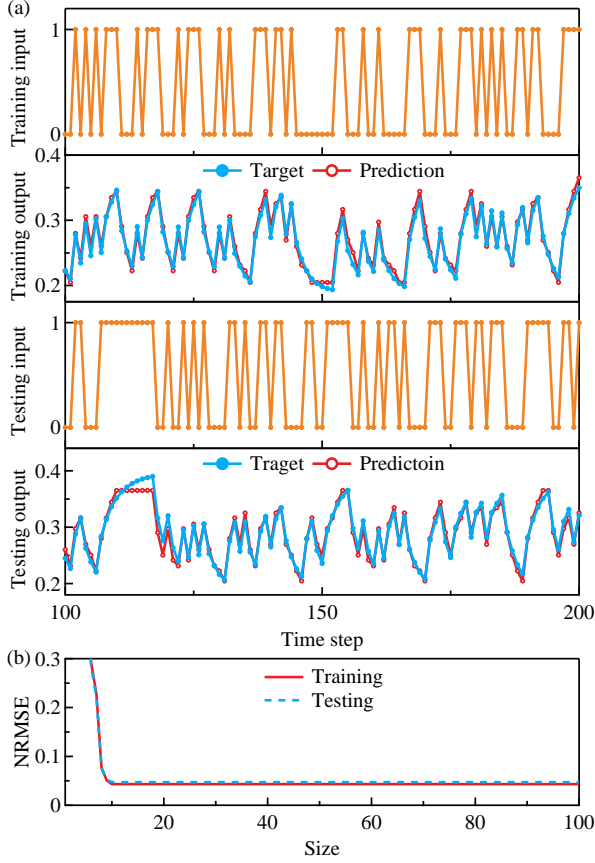 (a)
Training input
1
0
Training output
0.4
0.3
0.2
Target
Prediction
Testing input
1
0
Testing output
0.4
0.3
0.2
Traget
Predictoin
100
150
200
Time step
(b)
NRMSE
0.3
0.2
0.1
0
Training
Testing
20
40
60
80
100
Size